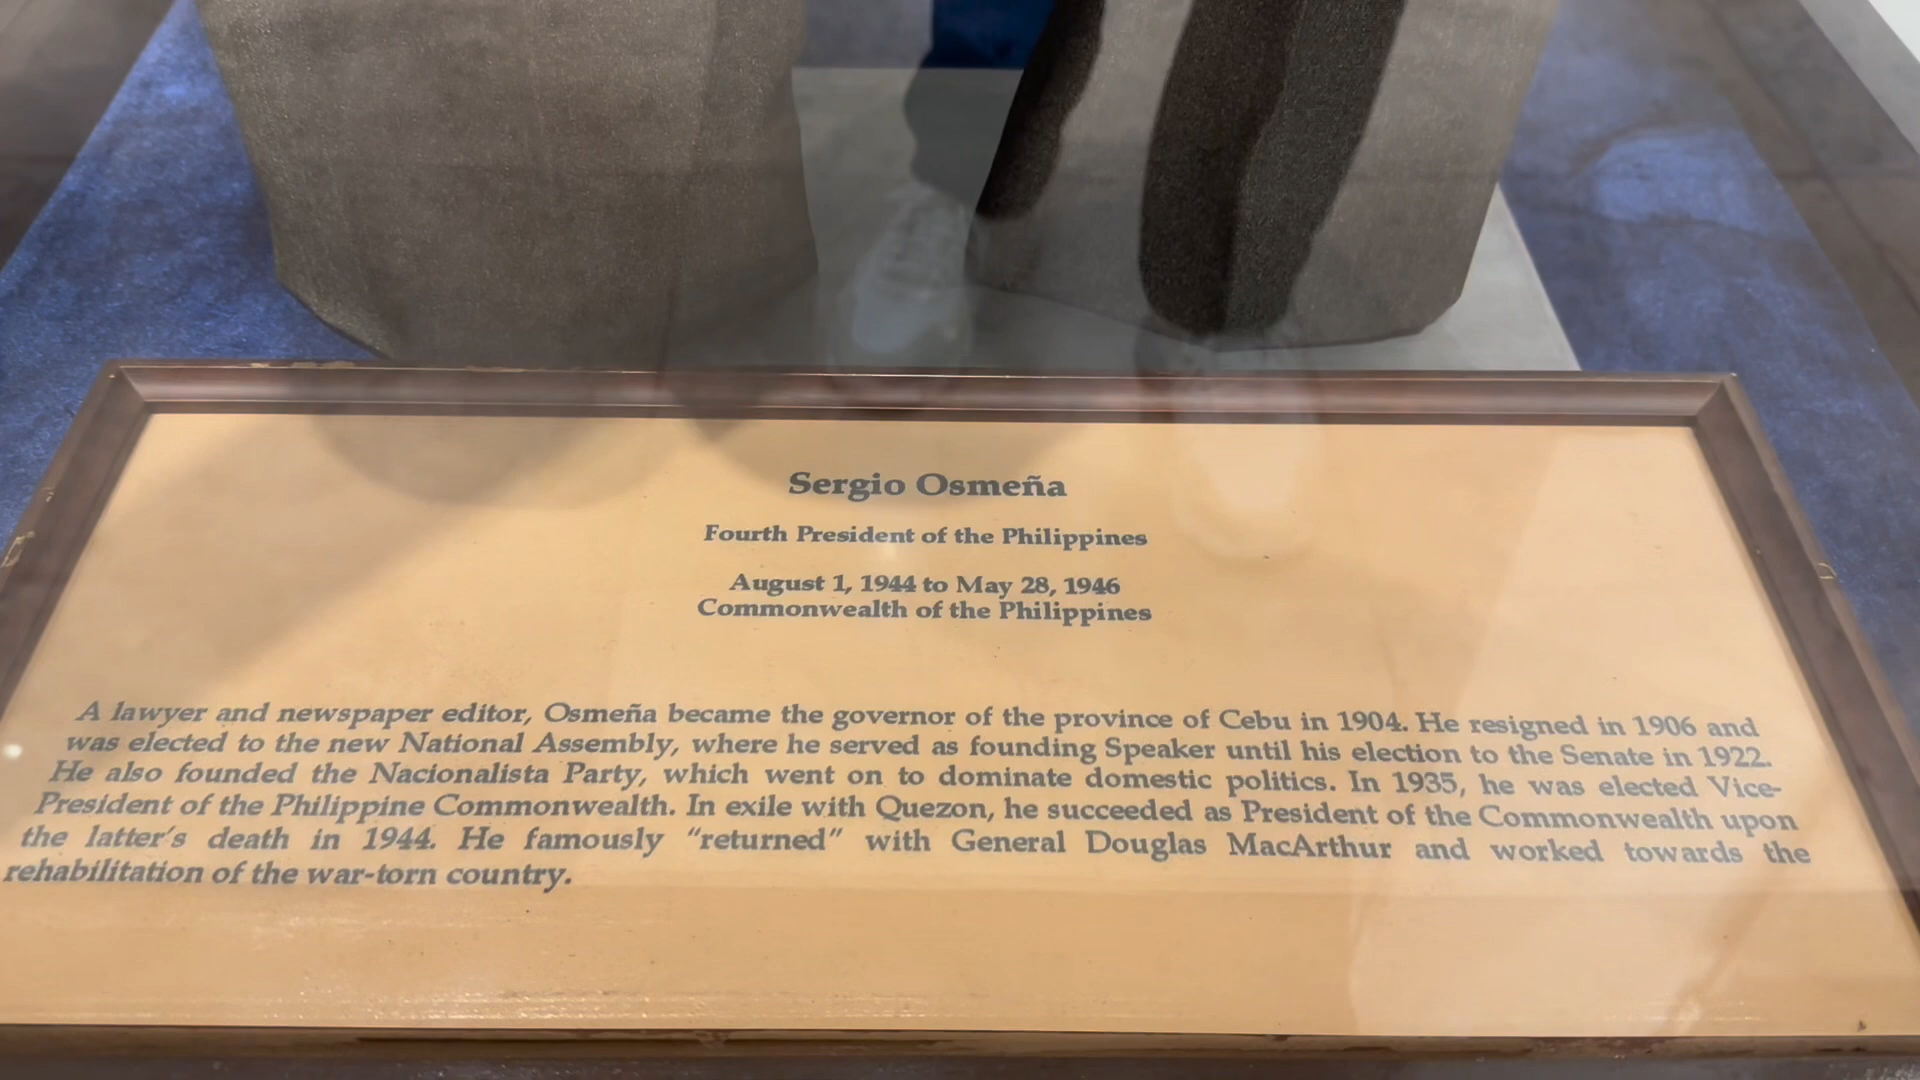 Sergio Osmeña
Fourth President of the Philippines
August 1, 1944 to May 28, 1946
Commonwealth of the Philippines
A lawyer and newspaper editor, Osmeña became the governor of the province of Cebu in 1904. He resigned in 1906 and
was elected to the new National Assembly, where he served as founding Speaker until his election to the Senate in 1922.
He also founded the Nacionalista Party, which went on to dominate domestic politics. In 1935, he was elected Vice-
President of the Philippine Commonwealth. In exile with Quezon, he succeeded as President of the Commonwealth upon
the latter's death in 1944. He famously “returned” with General Douglas MacArthur and worked towards the
rehabilitation of the war-torn country.